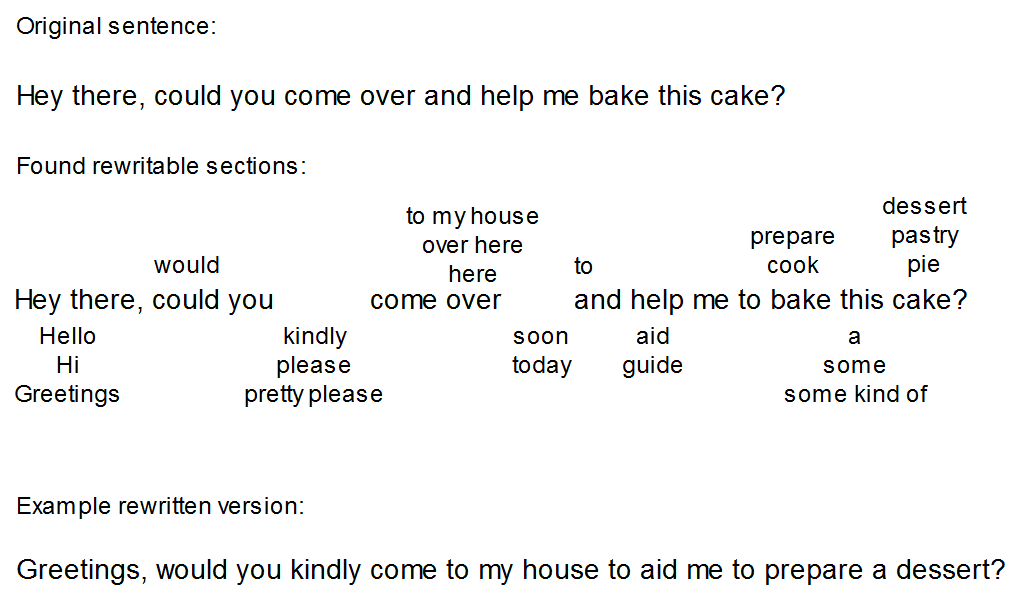 Original sentence:
Hey there, could you come over and help me bake this cake?
Found rewritable sections:
dessert
to my house
prepare pastry
over here
would here to cook pie
Hey there, could you come over and help me to bake this cake?
Hello kindly soon aid a
Hi please today guide some
Greetings pretty please some kind of
Example rewritten version:
Greetings, would you kindly come to my house to aid me to prepare a dessert?